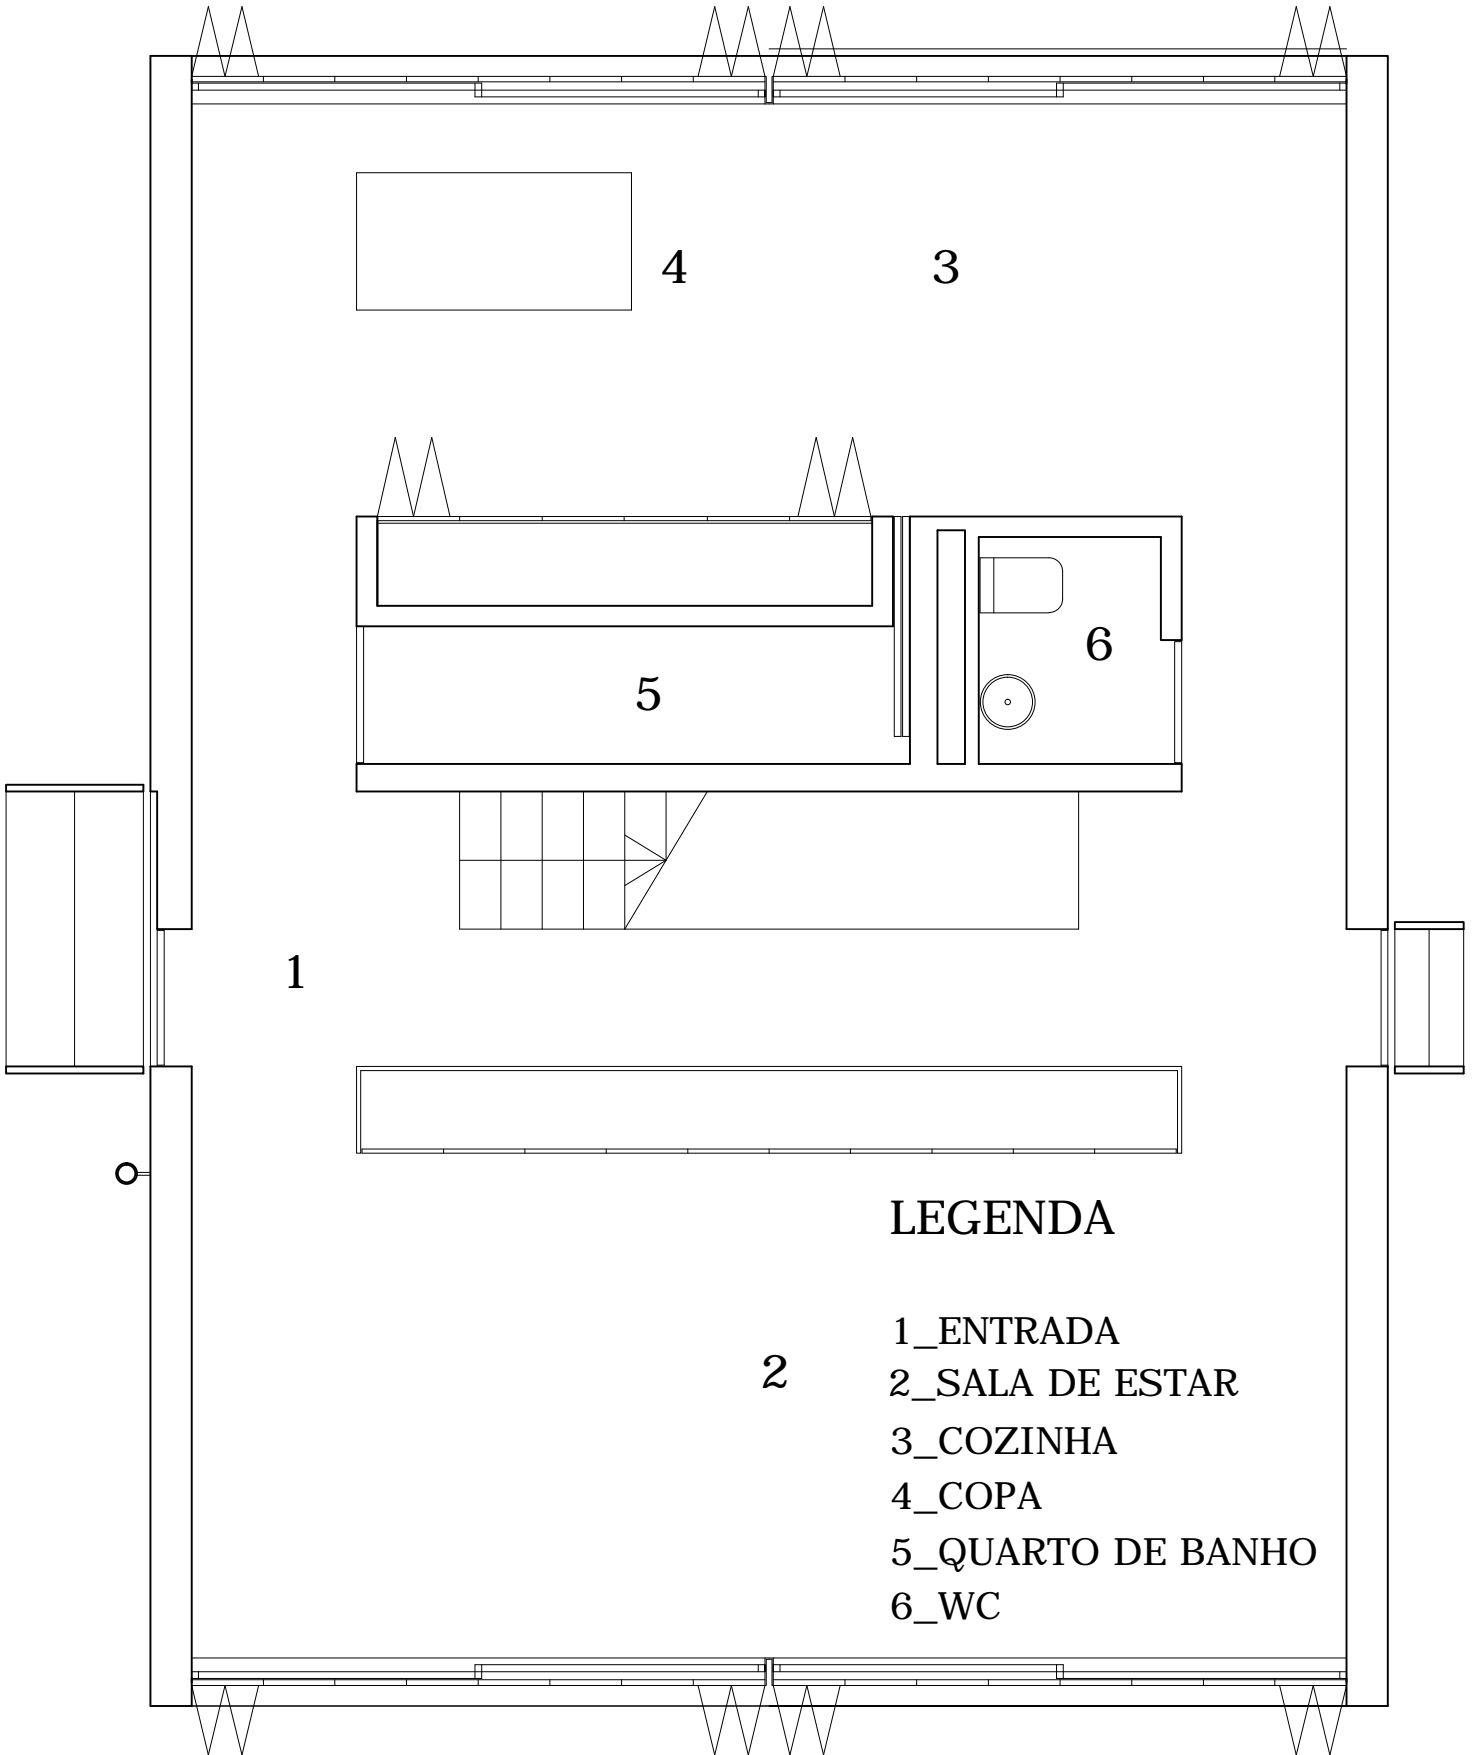 4
3
6
5
1
LEGENDA
1_ENTRADA
2
2_SALA DE ESTAR
3_COZINHA
4_COPA
5_QUARTO DE BANHO
6_WC